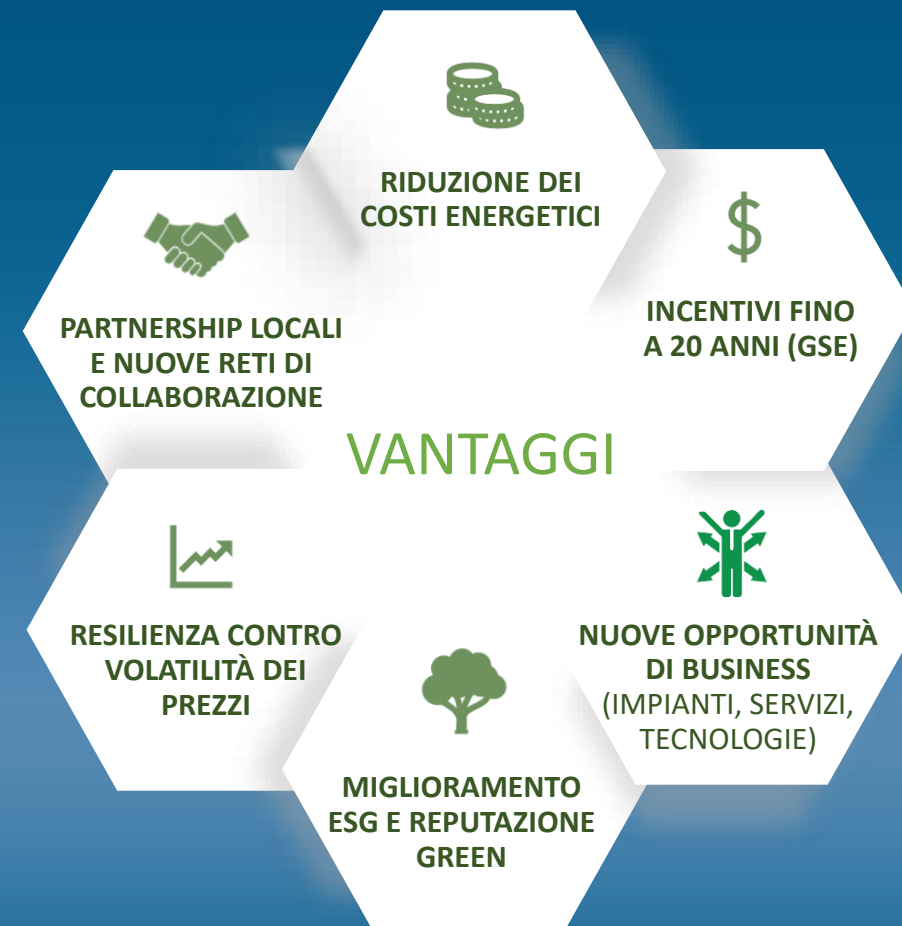 RIDUZIONE DEI
COSTI ENERGETICI
INCENTIVI FINO
A 20 ANNI (GSE)
PARTNERSHIP LOCALI
E NUOVE RETI DI
COLLABORAZIONE
VANTAGGI
RESILIENZA CONTRO
VOLATILITÀ DEI
PREZZI
NUOVE OPPORTUNITÀ
DI BUSINESS
(IMPIANTI, SERVIZI,
TECNOLOGIE)
MIGLIORAMENTO
ESG E REPUTAZIONE
GREEN